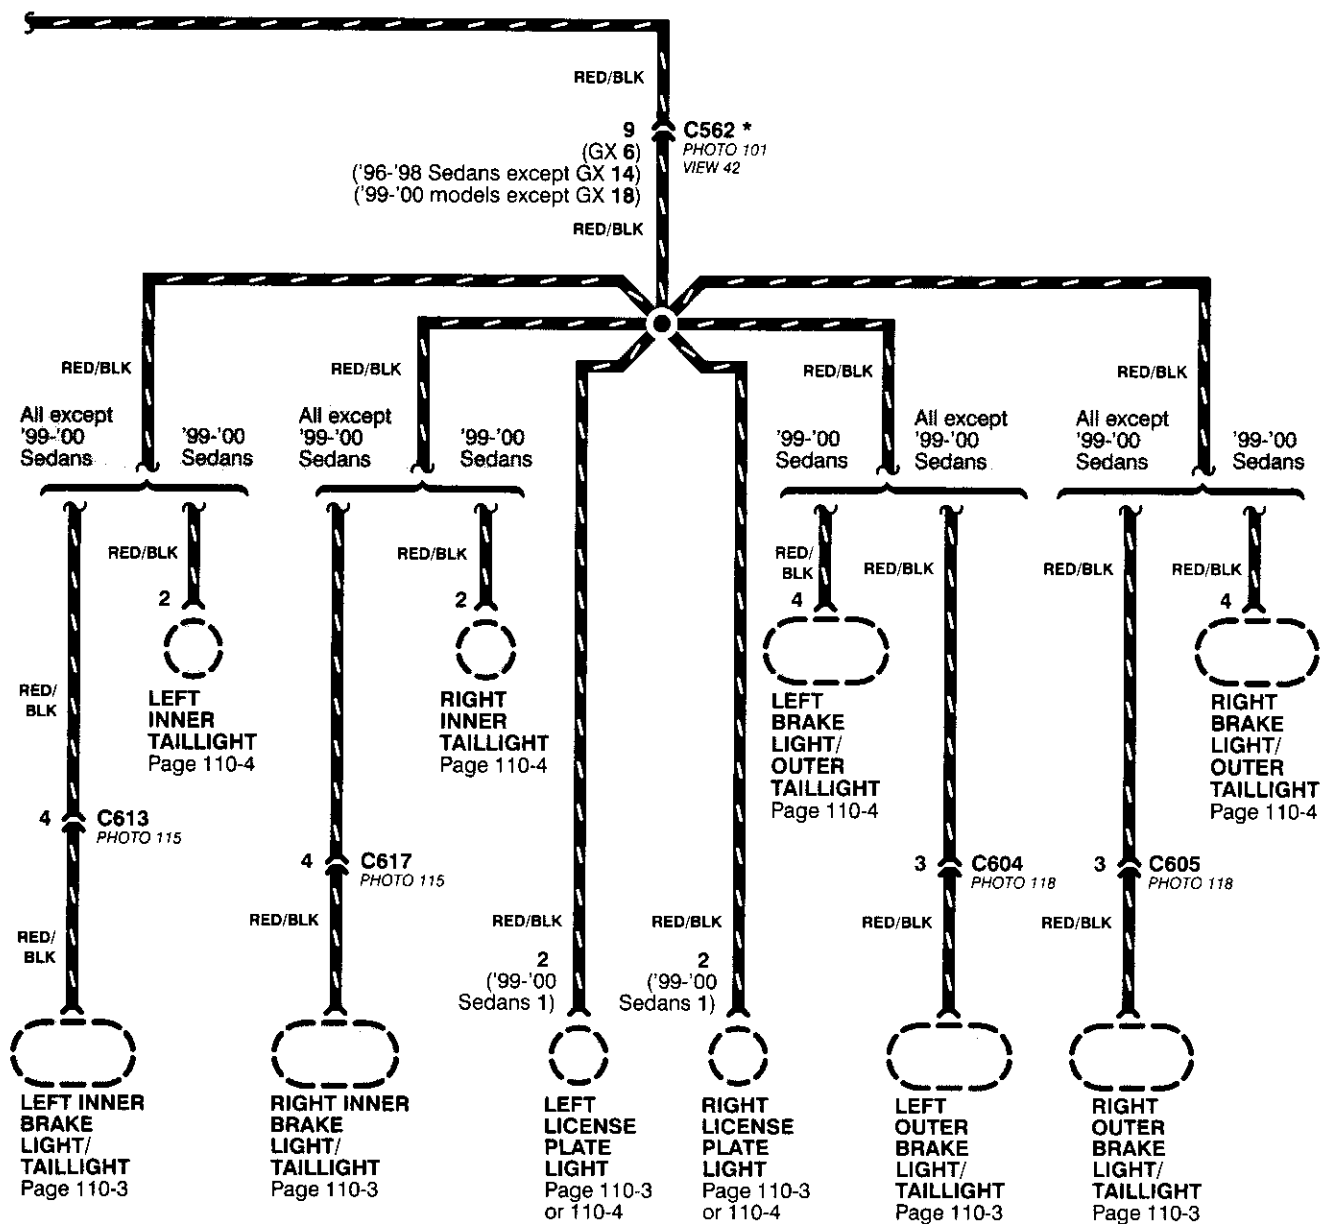 RED/BLK
9
(GX 6)
('96-'98 Sedans except GX 14)
('99-'00 models except GX 18)
C562 *
PHOTO 101
VIEW 42
RED/BLK
RED/BLK
All except
'99-'00
Sedans
'99-'00
Sedans
RED/BLK
All except
'99-'00
Sedans
'99-'00
Sedans
RED/BLK
'99-'00
Sedans
All except
'99-'00
Sedans
RED/BLK
All except
'99-'00
Sedans
'99-'00
Sedans
RED/BLK
2
LEFT
INNER
TAILLIGHT
Page 110-4
RED/BLK
2
RIGHT
INNER
TAILLIGHT
Page 110-4
RED/
BLK
4
LEFT
BRAKE
LIGHT/
OUTER
TAILLIGHT
Page 110-4
RED/BLK
RED/BLK
RED/BLK
4
RIGHT
BRAKE
LIGHT/
OUTER
TAILLIGHT
Page 110-4
RED/
BLK
4
C613
PHOTO 115
4
C617
PHOTO 115
3
C604
PHOTO 118
3
C605
PHOTO 118
RED/
BLK
RED/BLK
RED/BLK
2
('99-'00
Sedans 1)
RED/BLK
2
('99-'00
Sedans 1)
RED/BLK
RED/BLK
LEFT INNER
BRAKE
LIGHT/
TAILLIGHT
Page 110-3
RIGHT INNER
BRAKE
LIGHT/
TAILLIGHT
Page 110-3
LEFT
LICENSE
PLATE
LIGHT
Page 110-3
or 110-4
RIGHT
LICENSE
PLATE
LIGHT
Page 110-3
or 110-4
LEFT
OUTER
BRAKE
LIGHT/
TAILLIGHT
Page 110-3
RIGHT
OUTER
BRAKE
LIGHT/
TAILLIGHT
Page 110-3